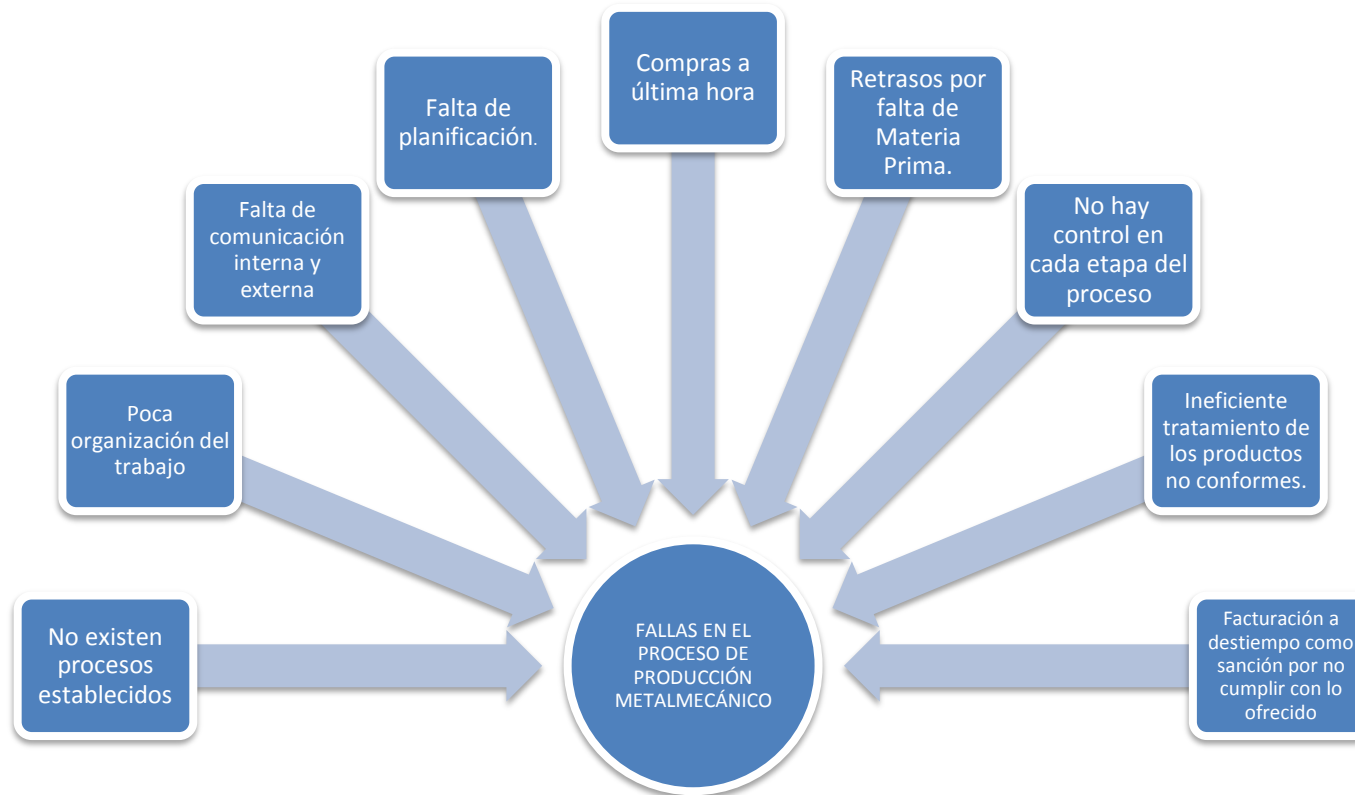 Compras a
última hora
Falta de
planificación.
Retrasos por
falta de
Materia
Prima.
Falta de
comunicación
interna y
externa
No hay
control en
cada etapa del
proceso
Poca
organización del
trabajo
Ineficiente
tratamiento de
los productos
no conformes.
No existen
procesos
establecidos
FALLAS EN EL
PROCESO DE
PRODUCCIÓN
METALMECÁNICO
Facturación a
destiempo como
sanción por no
cumplir con lo
ofrecido